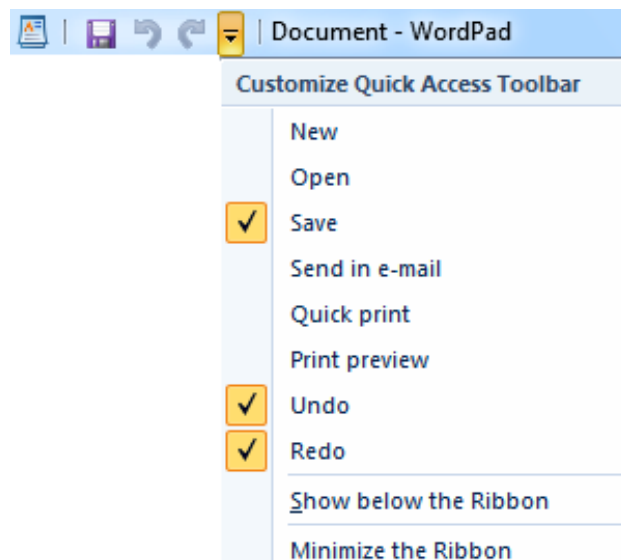 Document - WordPad
Customize Quick Access Toolbar
New
Open
Save
Send in e-mail
Quick print
Print preview
Undo
Redo
Show below the Ribbon
Minimize the Ribbon